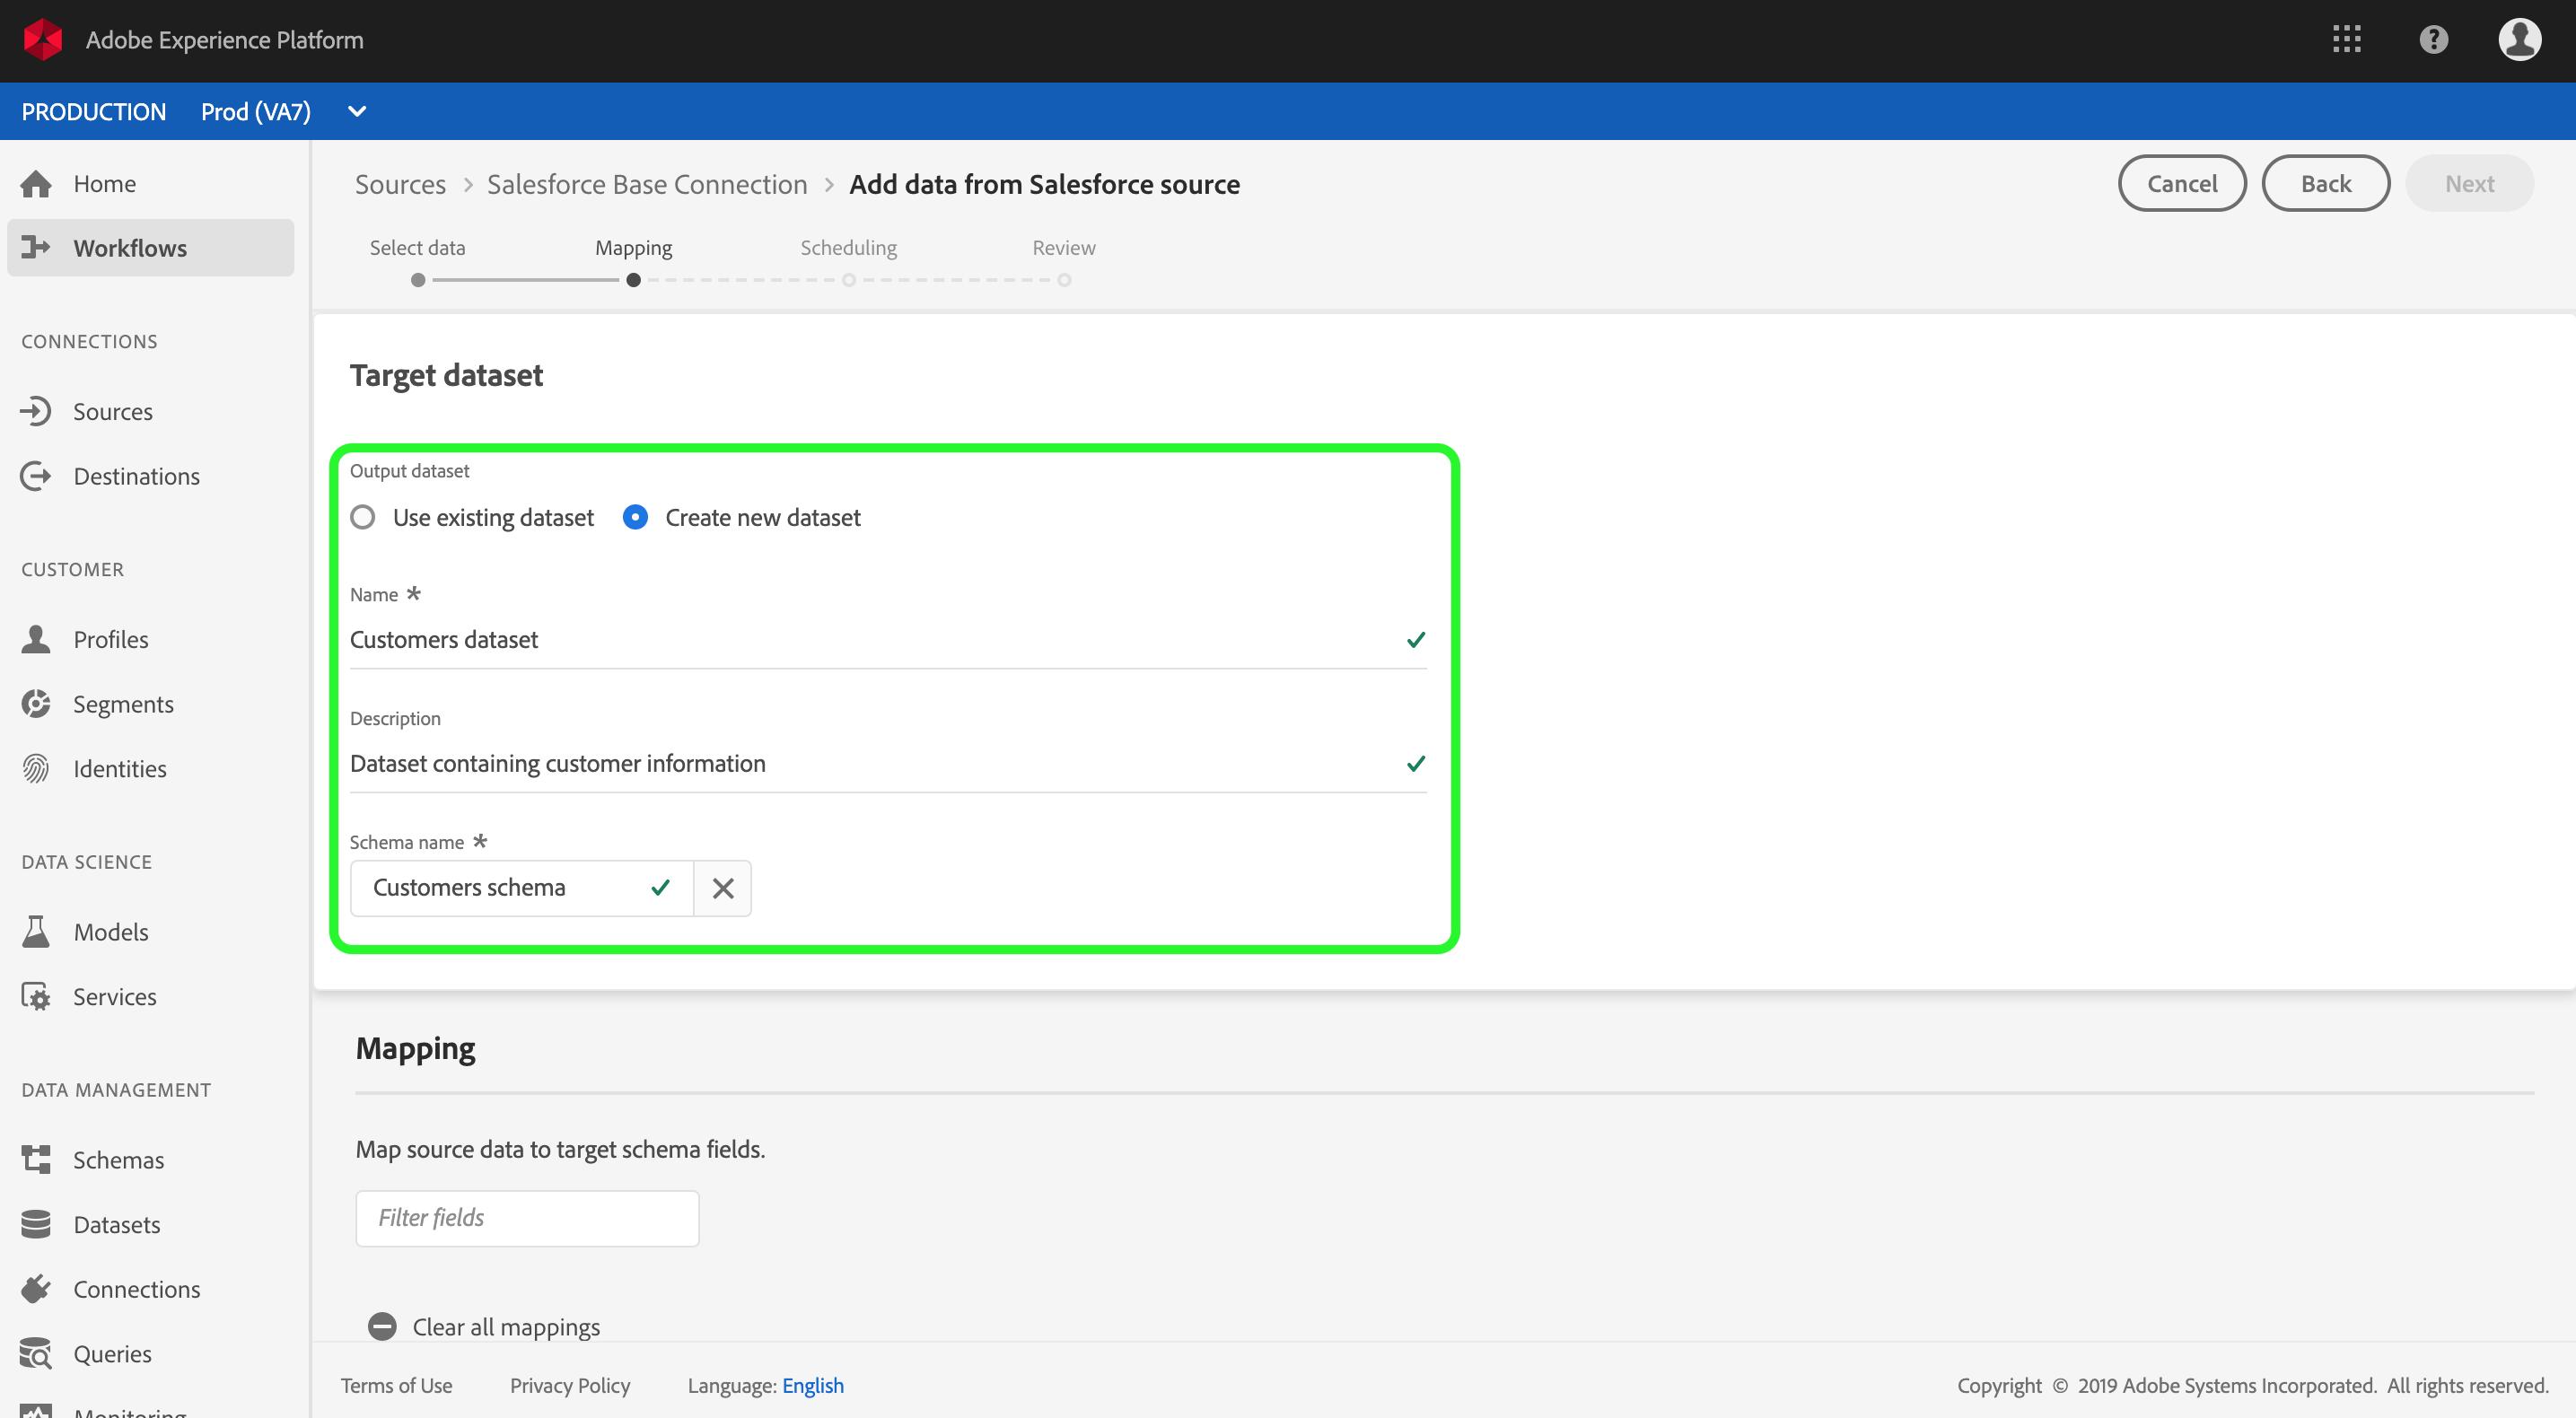 Adobe Experience Platform
PRODUCTION Prod (VA7)
Home
Workflows
CONNECTIONS
Sources
Destinations
CUSTOMER
Profiles
Segments
Identities
DATA SCIENCE
Models
Services
DATA MANAGEMENT
Schemas
Datasets
Connections
Queries
Monitoring
Sources > Salesforce Base Connection > Add data from Salesforce source
Cancel Back Next
Select data Mapping Scheduling Review
Target dataset
Output dataset
Use existing dataset Create new dataset
Name *
Customers dataset
Description
Dataset containing customer information
Schema name *
Customers schema
Mapping
Map source data to target schema fields.
Filter fields
Clear all mappings
Terms of Use Privacy Policy Language: English Copyright © 2019 Adobe Systems Incorporated. All rights reserved.